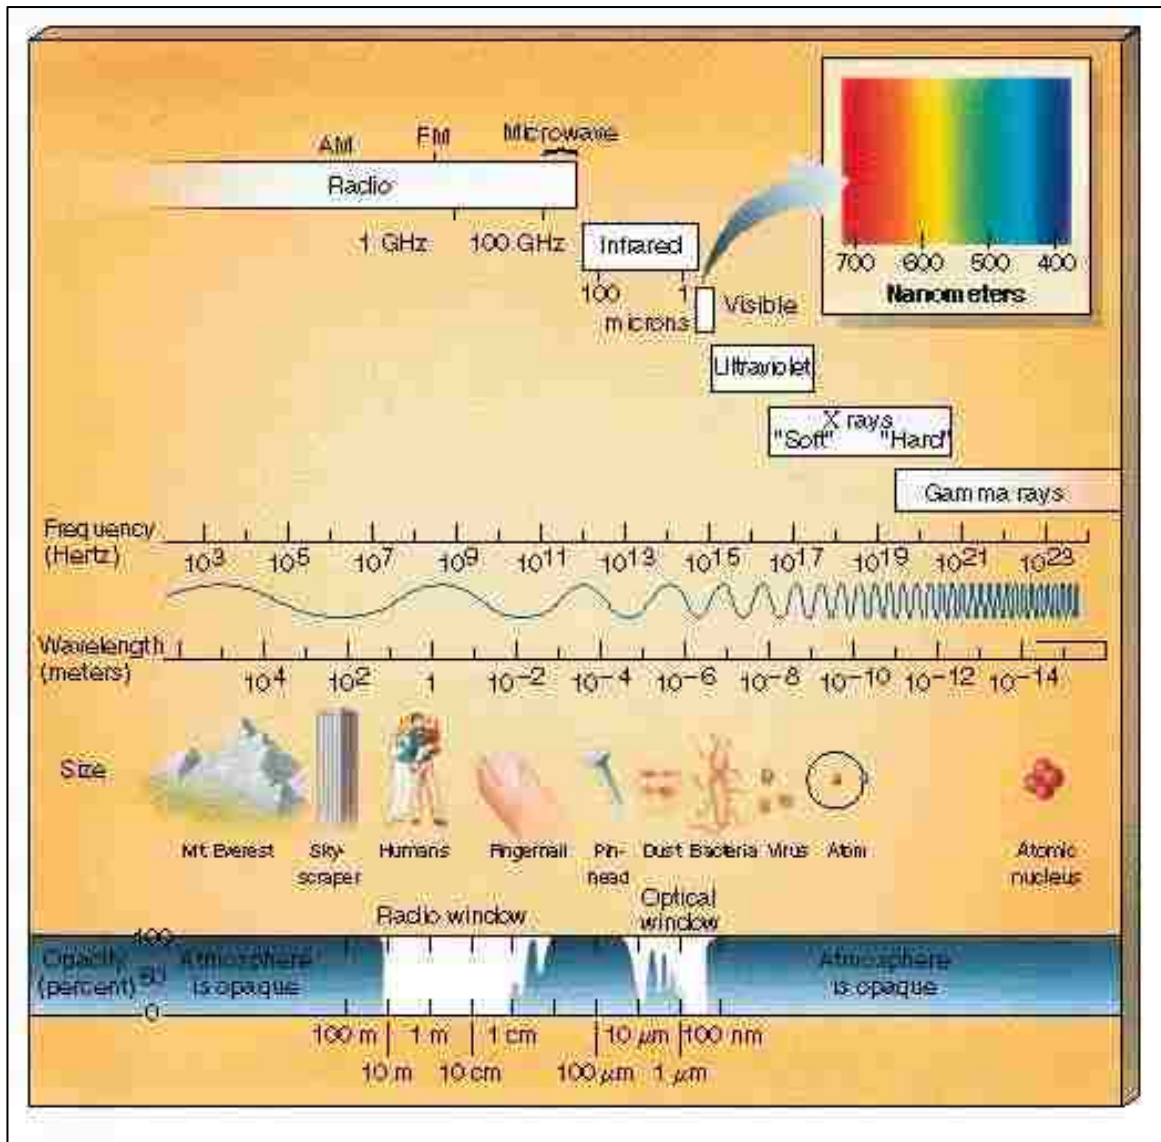 AM FM Microwave
Radio
1 GHz 100 GHz
Infrared
100 1
microns
Visible
700 600 500 400
Nanometers
Ultraviolet
X rays
"Soft" "Hard"
Gamma rays
Frequency
(Hertz)
10³ 10⁵ 10⁷ 10⁹ 10¹¹ 10¹³ 10¹⁵ 10¹⁷ 10¹⁹ 10²¹ 10²³
Wavelength
(meters)
10⁴ 10² 1 10⁻² 10⁻⁴ 10⁻⁶ 10⁻⁸ 10⁻¹⁰ 10⁻¹² 10⁻¹⁴
Size
Mt. Everest
Sky-
scraper
Humans
Fingernail
Pin-
head
Dust Bacteria Virus Atom
Atomic
nucleus
Radio window
Optical
window
Opacity
(percent)
100
50
0
Atmosphere
is opaque
Atmosphere
is opaque
100 m 1 m 1 cm 10 µm 100 nm
10 m 10 cm 100 µm 1 µm